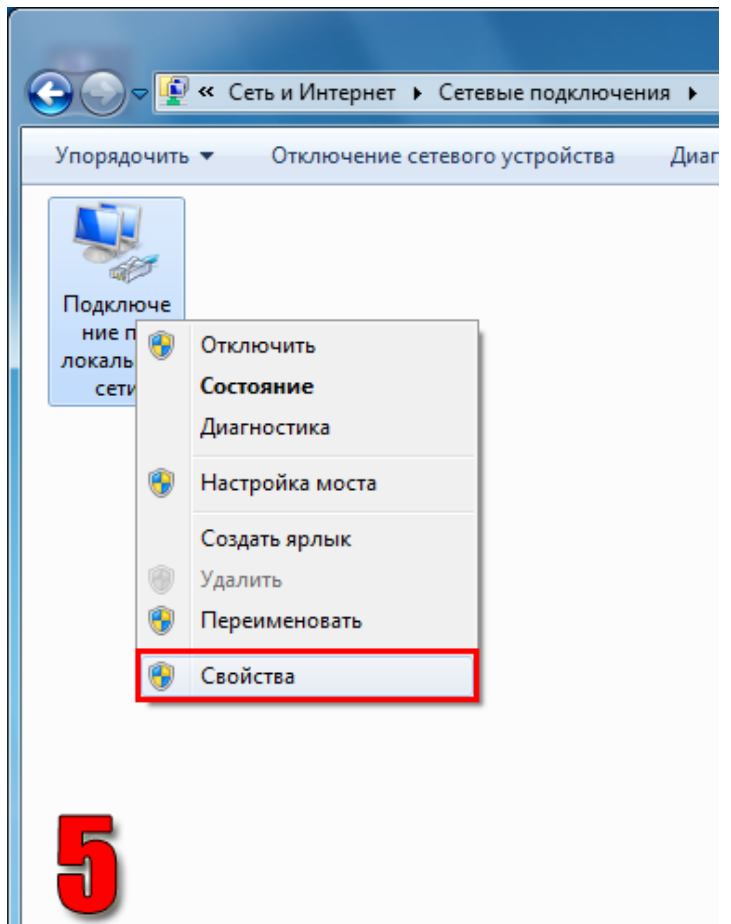 « Сеть и Интернет ▸ Сетевые подключения ▸
Упорядочить ▾ Отключение сетевого устройства Диаг
Подключе
ние п
локаль
сети
Отключить
Состояние
Диагностика
Настройка моста
Создать ярлык
Удалить
Переименовать
Свойства
5